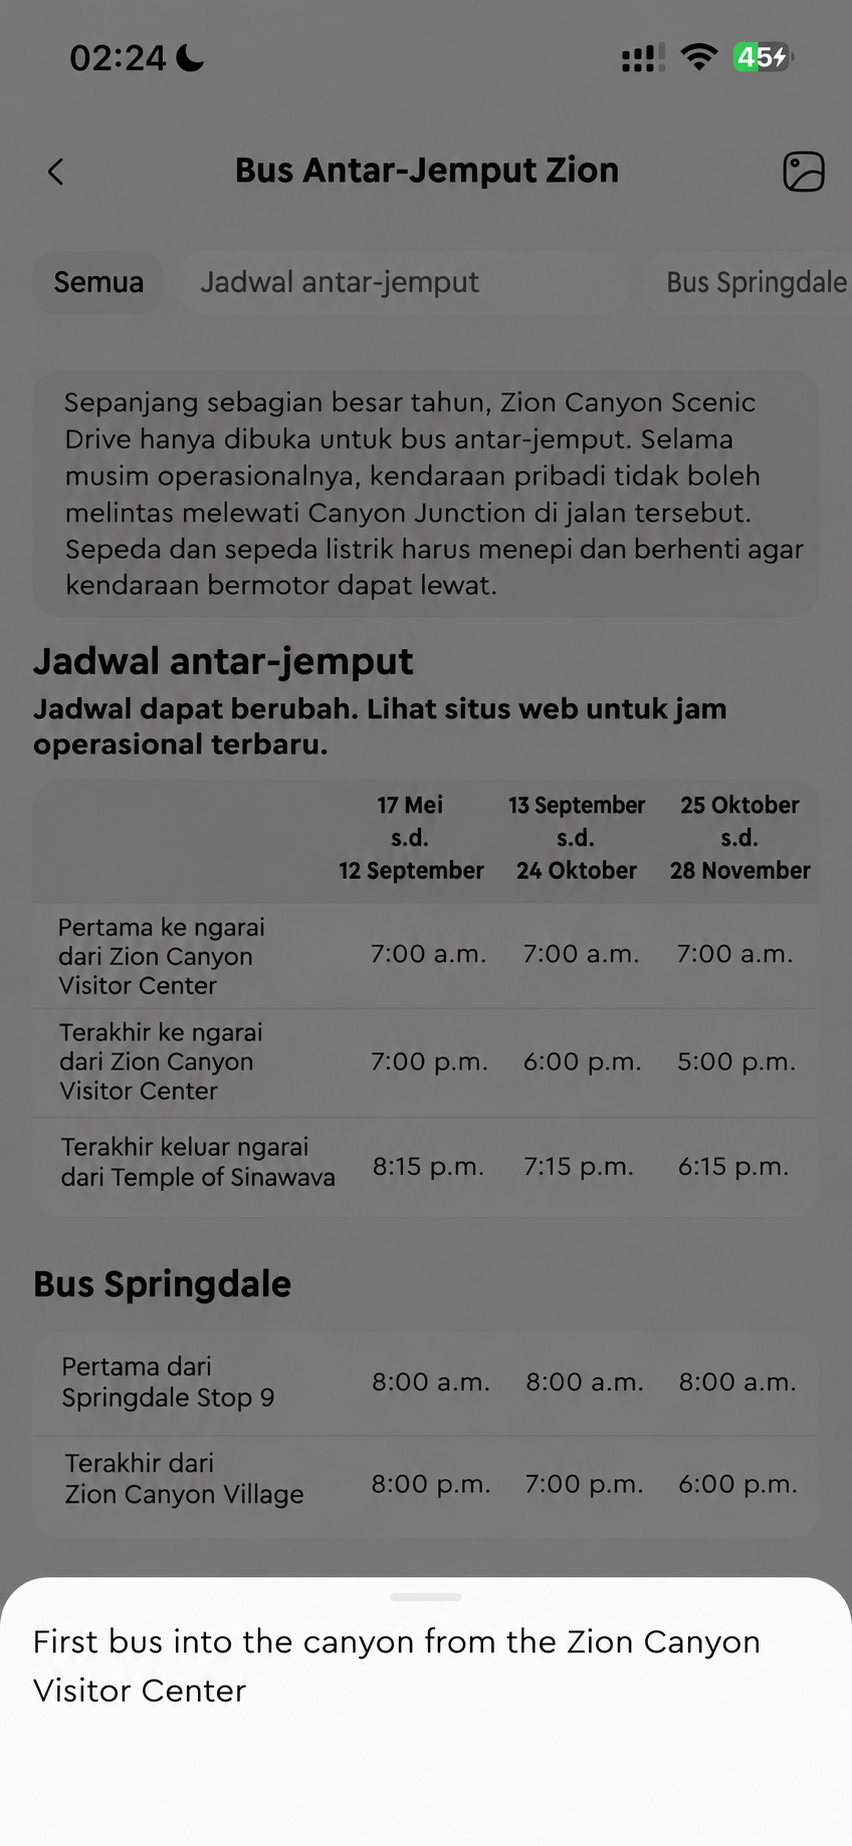 02:24
45
Bus Antar-Jemput Zion
Semua
Jadwal antar-jemput
Bus Springdale
Sepanjang sebagian besar tahun, Zion Canyon Scenic
Drive hanya dibuka untuk bus antar-jemput. Selama
musim operasionalnya, kendaraan pribadi tidak boleh
melintas melewati Canyon Junction di jalan tersebut.
Sepeda dan sepeda listrik harus menepi dan berhenti agar
kendaraan bermotor dapat lewat.
Jadwal antar-jemput
Jadwal dapat berubah. Lihat situs web untuk jam
operasional terbaru.
17 Mei
s.d.
12 September
13 September
s.d.
24 Oktober
25 Oktober
s.d.
28 November
Pertama ke ngarai
dari Zion Canyon
Visitor Center
7:00 a.m.
7:00 a.m.
7:00 a.m.
Terakhir ke ngarai
dari Zion Canyon
Visitor Center
7:00 p.m.
6:00 p.m.
5:00 p.m.
Terakhir keluar ngarai
dari Temple of Sinawava
8:15 p.m.
7:15 p.m.
6:15 p.m.
Bus Springdale
Pertama dari
Springdale Stop 9
8:00 a.m.
8:00 a.m.
8:00 a.m.
Terakhir dari
Zion Canyon Village
8:00 p.m.
7:00 p.m.
6:00 p.m.
First bus into the canyon from the Zion Canyon
Visitor Center